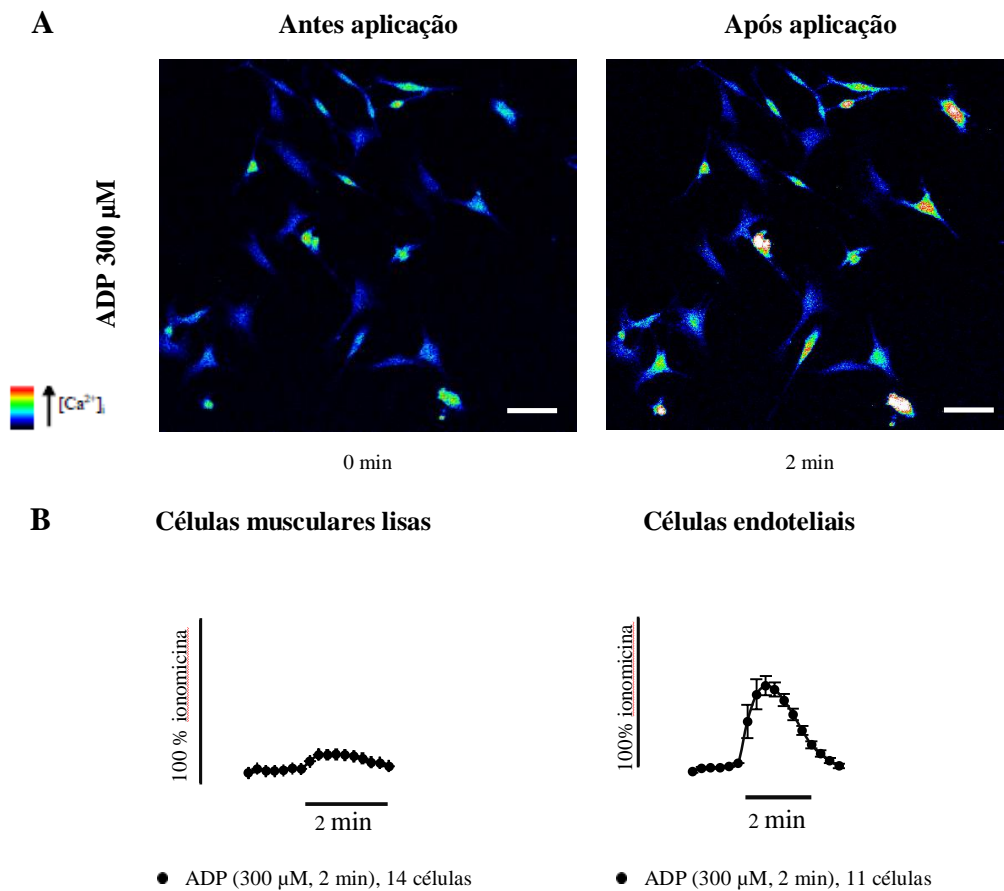 A
Antes aplicação
Após aplicação
ADP 300 µM
[Ca²⁺]ᵢ
0 min
2 min
B
Células musculares lisas
Células endoteliais
100 % ionomicina
100% ionomicina
2 min
2 min
ADP (300 µM, 2 min), 14 células
ADP (300 µM, 2 min), 11 células